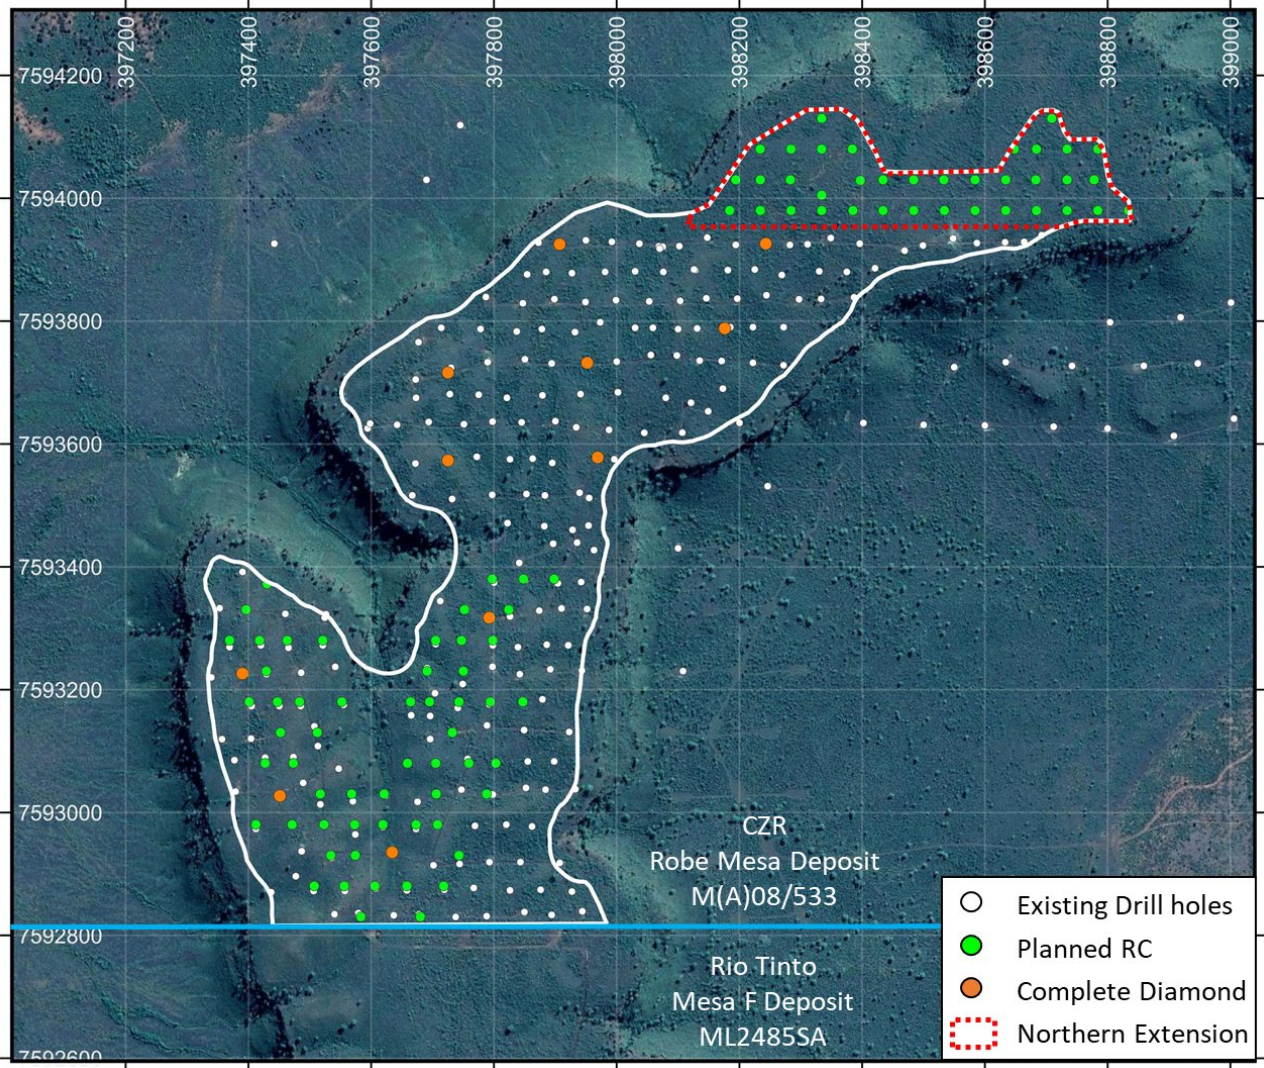 397200
397400
397600
397800
398000
398200
398400
398600
398800
399000
7594200
7594000
7593800
7593600
7593400
7593200
7593000
7592800
7592600
CZR
Robe Mesa Deposit
M(A)08/533
Rio Tinto
Mesa F Deposit
ML2485SA
Existing Drill holes
Planned RC
Complete Diamond
Northern Extension